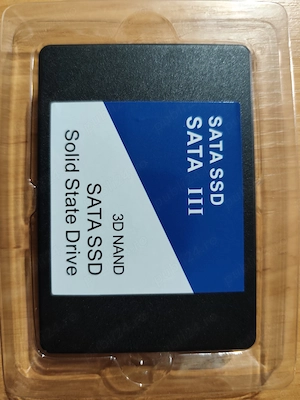 SATA SSD
SATA III
3D NAND
SATA SSD
Solid State Drive